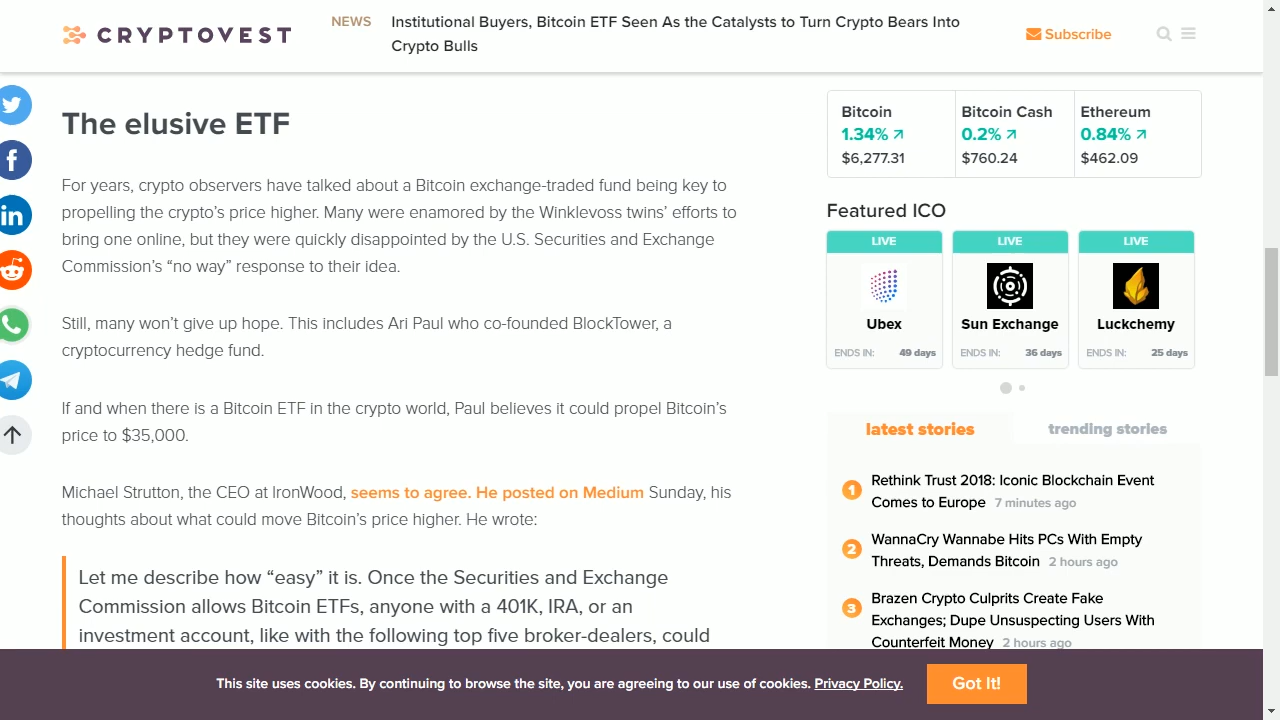 CRYPTOVEST
NEWS
Institutional Buyers, Bitcoin ETF Seen As the Catalysts to Turn Crypto Bears Into
Crypto Bulls
Subscribe
The elusive ETF
For years, crypto observers have talked about a Bitcoin exchange-traded fund being key to
propelling the crypto’s price higher. Many were enamored by the Winklevoss twins’ efforts to
bring one online, but they were quickly disappointed by the U.S. Securities and Exchange
Commission’s “no way” response to their idea.
Still, many won’t give up hope. This includes Ari Paul who co-founded BlockTower, a
cryptocurrency hedge fund.
If and when there is a Bitcoin ETF in the crypto world, Paul believes it could propel Bitcoin’s
price to $35,000.
Michael Strutton, the CEO at IronWood, seems to agree. He posted on Medium Sunday, his
thoughts about what could move Bitcoin’s price higher. He wrote:
Let me describe how “easy” it is. Once the Securities and Exchange
Commission allows Bitcoin ETFs, anyone with a 401K, IRA, or an
investment account, like with the following top five broker-dealers, could
Bitcoin
1.34%
$6,277.31
Bitcoin Cash
0.2%
$760.24
Ethereum
0.84%
$462.09
Featured ICO
LIVE
Ubex
ENDS IN: 49 days
LIVE
Sun Exchange
ENDS IN: 36 days
LIVE
Luckchemy
ENDS IN: 25 days
latest stories
trending stories
1
Rethink Trust 2018: Iconic Blockchain Event
Comes to Europe 7 minutes ago
2
WannaCry Wannabe Hits PCs With Empty
Threats, Demands Bitcoin 2 hours ago
3
Brazen Crypto Culprits Create Fake
Exchanges; Dupe Unsuspecting Users With
Counterfeit Money 2 hours ago
This site uses cookies. By continuing to browse the site, you are agreeing to our use of cookies. Privacy Policy.
Got It!